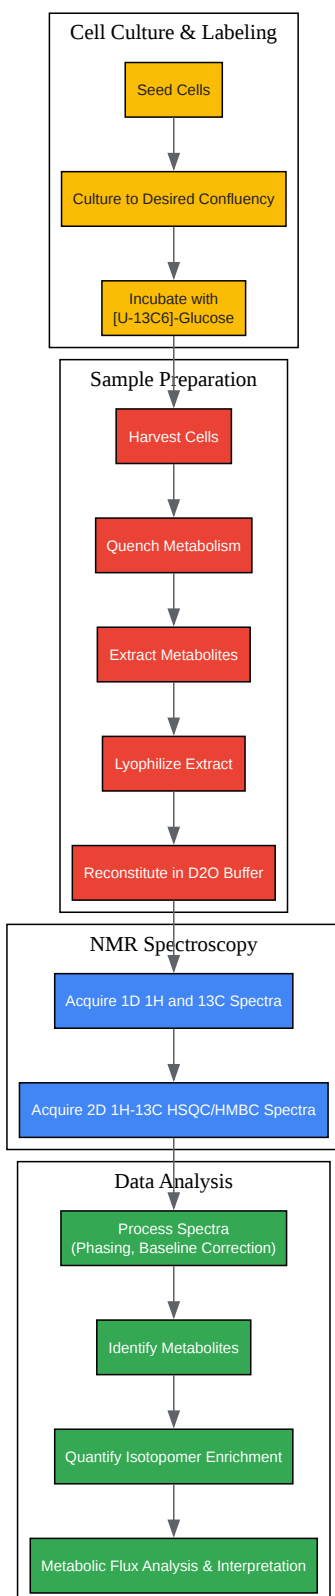 Cell Culture & Labeling
Seed Cells
Culture to Desired Confluency
Incubate with
[U-13C6]-Glucose
Sample Preparation
Harvest Cells
Quench Metabolism
Extract Metabolites
Lyophilize Extract
Reconstitute in D2O Buffer
NMR Spectroscopy
Acquire 1D 1H and 13C Spectra
Acquire 2D 1H-13C HSQC/HMBC Spectra
Data Analysis
Process Spectra
(Phasing, Baseline Correction)
Identify Metabolites
Quantify Isotopomer Enrichment
Metabolic Flux Analysis & Interpretation